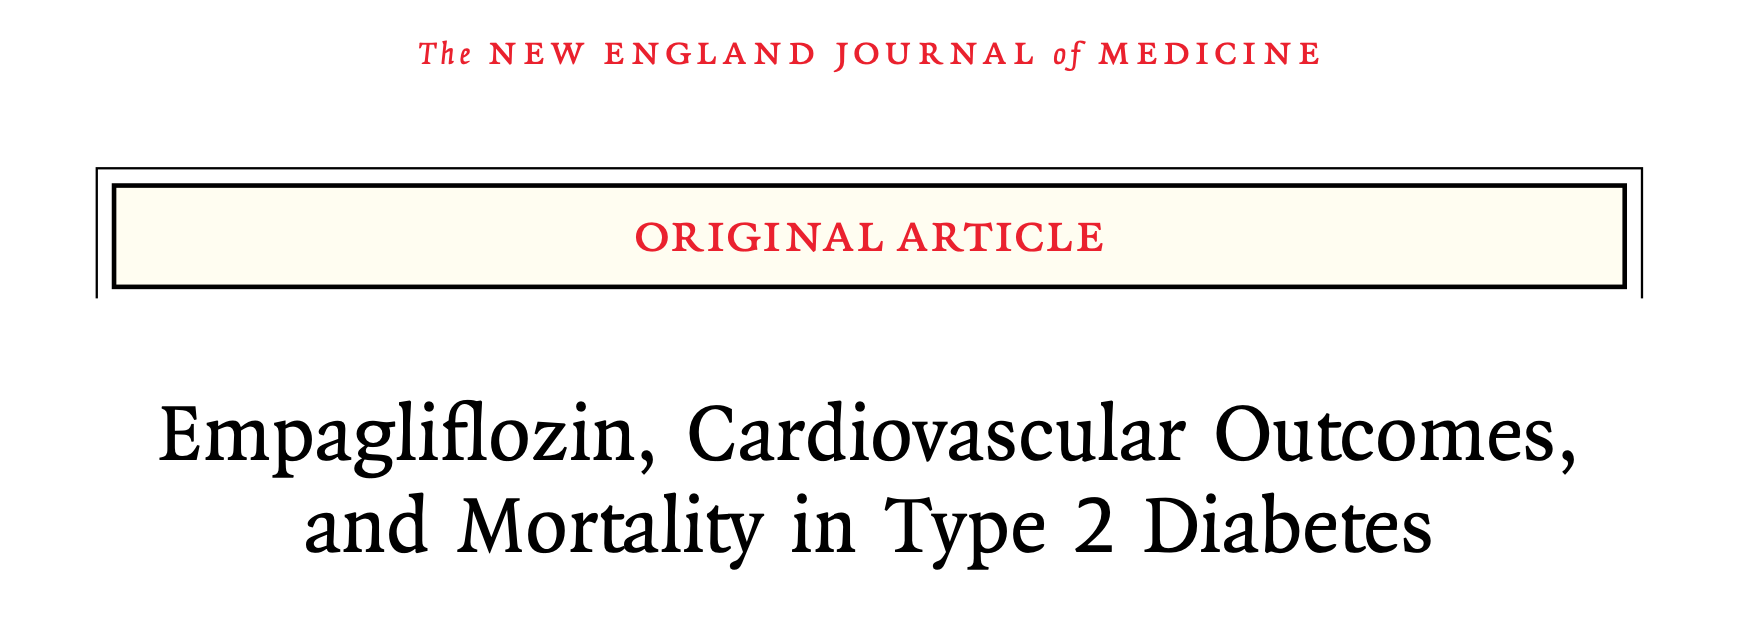 The NEW ENGLAND JOURNAL of MEDICINE
ORIGINAL ARTICLE
Empagliflozin, Cardiovascular Outcomes,
and Mortality in Type 2 Diabetes